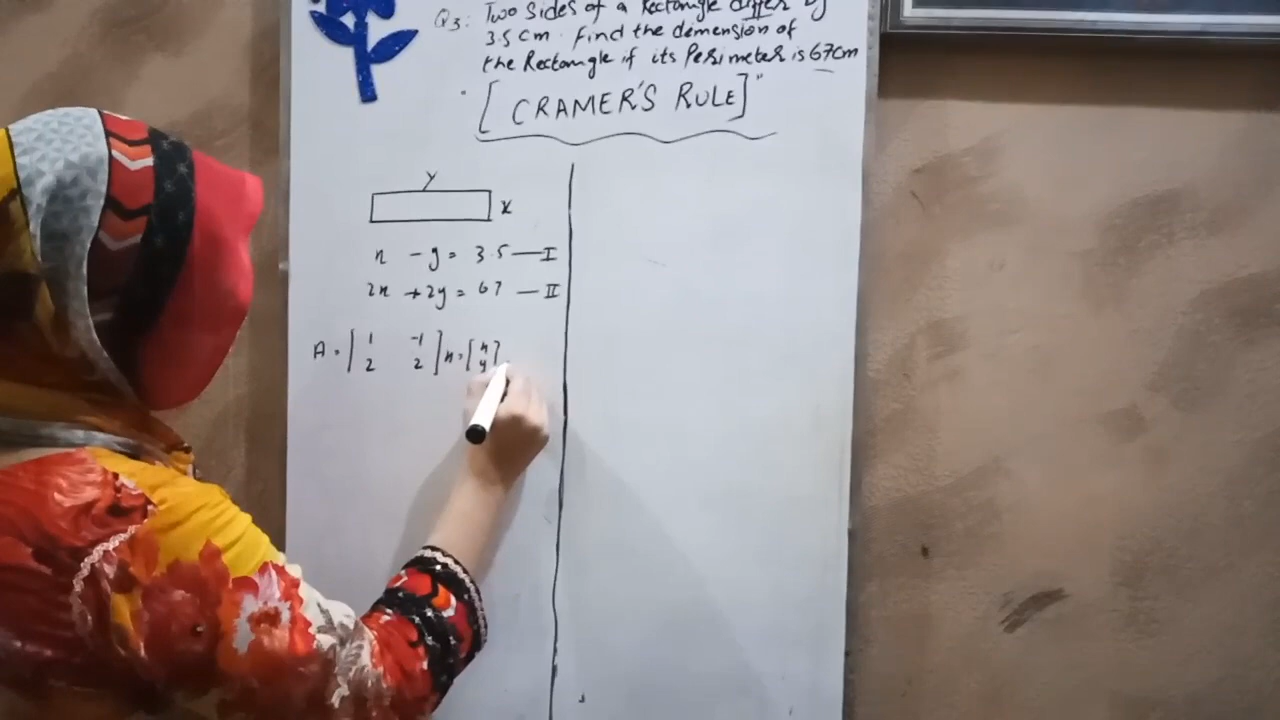 Q3: Two sides of a Rectangle differ by
3.5 cm. Find the demension of
the Rectangle if its Perimeter is 67cm
"[CRAMER'S RULE]"
y
x
x - y = 3.5 — I
2x + 2y = 67 — II
A = [ 1 -1 ] x = [ x ]
2 2 y